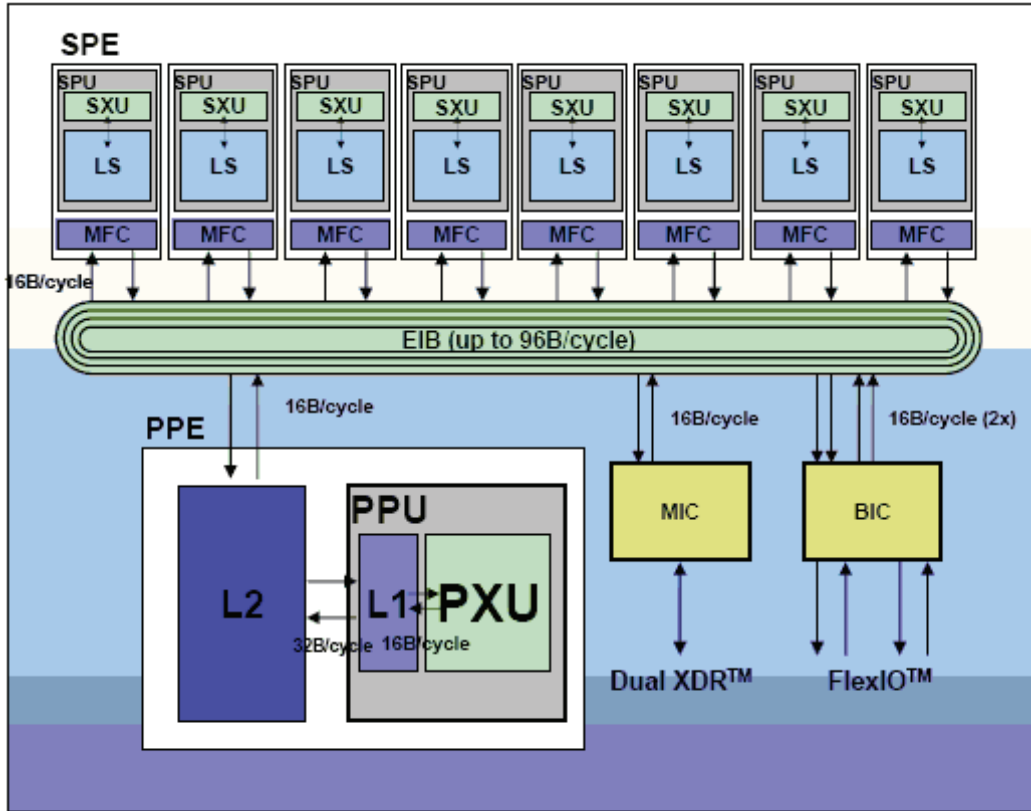 SPE
SPU SPU SPU SPU SPU SPU SPU SPU
SXU SXU SXU SXU SXU SXU SXU SXU
LS LS LS LS LS LS LS LS
MFC MFC MFC MFC MFC MFC MFC MFC
16B/cycle
EIB (up to 96B/cycle)
16B/cycle 16B/cycle 16B/cycle (2x)
PPE
PPU
MIC BIC
L2 L1 PXU
32B/cycle 16B/cycle
Dual XDR™ FlexIO™